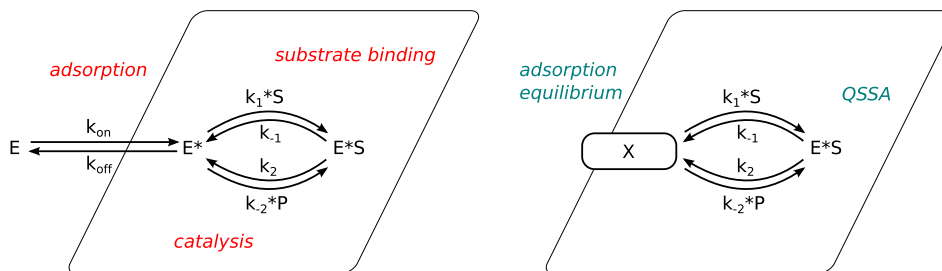 adsorption
substrate binding
k₁*S
k₋₁
E
kon
koff
E*
E*S
k₂
k₋₂*P
catalysis
adsorption
equilibrium
QSSA
k₁*S
k₋₁
X
E*S
k₂
k₋₂*P